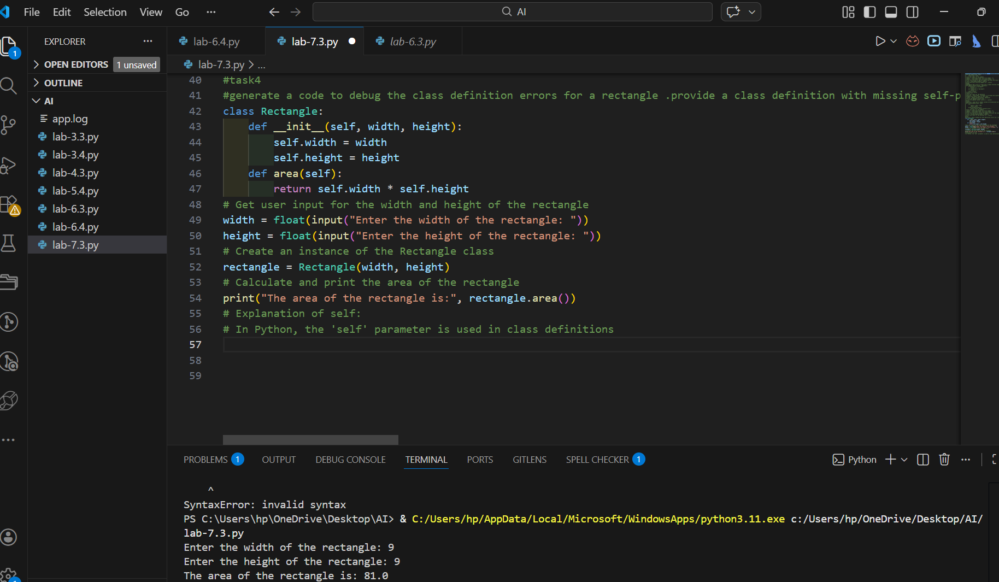 File Edit Selection View Go ··· AI
EXPLORER ···
OPEN EDITORS 1 unsaved
OUTLINE
AI
app.log
lab-3.3.py
lab-3.4.py
lab-4.3.py
lab-5.4.py
lab-6.3.py
lab-6.4.py
lab-7.3.py
1
lab-6.4.py lab-7.3.py lab-6.3.py
lab-7.3.py > ...
40 #task4
41 #generate a code to debug the class definition errors for a rectangle .provide a class definition with missing self-p
42 class Rectangle:
43     def __init__(self, width, height):
44         self.width = width
45         self.height = height
46     def area(self):
47         return self.width * self.height
48 # Get user input for the width and height of the rectangle
49 width = float(input("Enter the width of the rectangle: "))
50 height = float(input("Enter the height of the rectangle: "))
51 # Create an instance of the Rectangle class
52 rectangle = Rectangle(width, height)
53 # Calculate and print the area of the rectangle
54 print("The area of the rectangle is:", rectangle.area())
55 # Explanation of self:
56 # In Python, the 'self' parameter is used in class definitions
57
58
59
PROBLEMS 1 OUTPUT DEBUG CONSOLE TERMINAL PORTS GITLENS SPELL CHECKER 1 Python
^
SyntaxError: invalid syntax
PS C:\Users\hp\OneDrive\Desktop\AI> & C:/Users/hp/AppData/Local/Microsoft/WindowsApps/python3.11.exe c:/Users/hp/OneDrive/Desktop/AI/
lab-7.3.py
Enter the width of the rectangle: 9
Enter the height of the rectangle: 9
The area of the rectangle is: 81.0